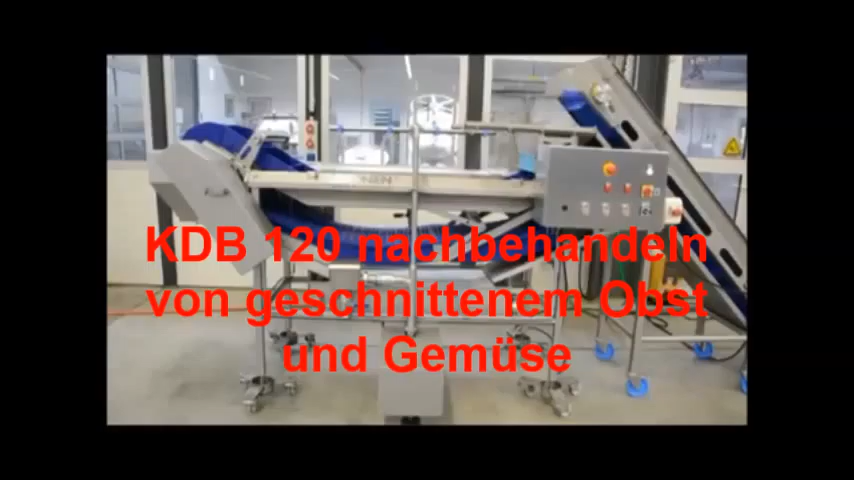 KDB 120 nachbehandeln
von geschnittenem Obst
und Gemüse